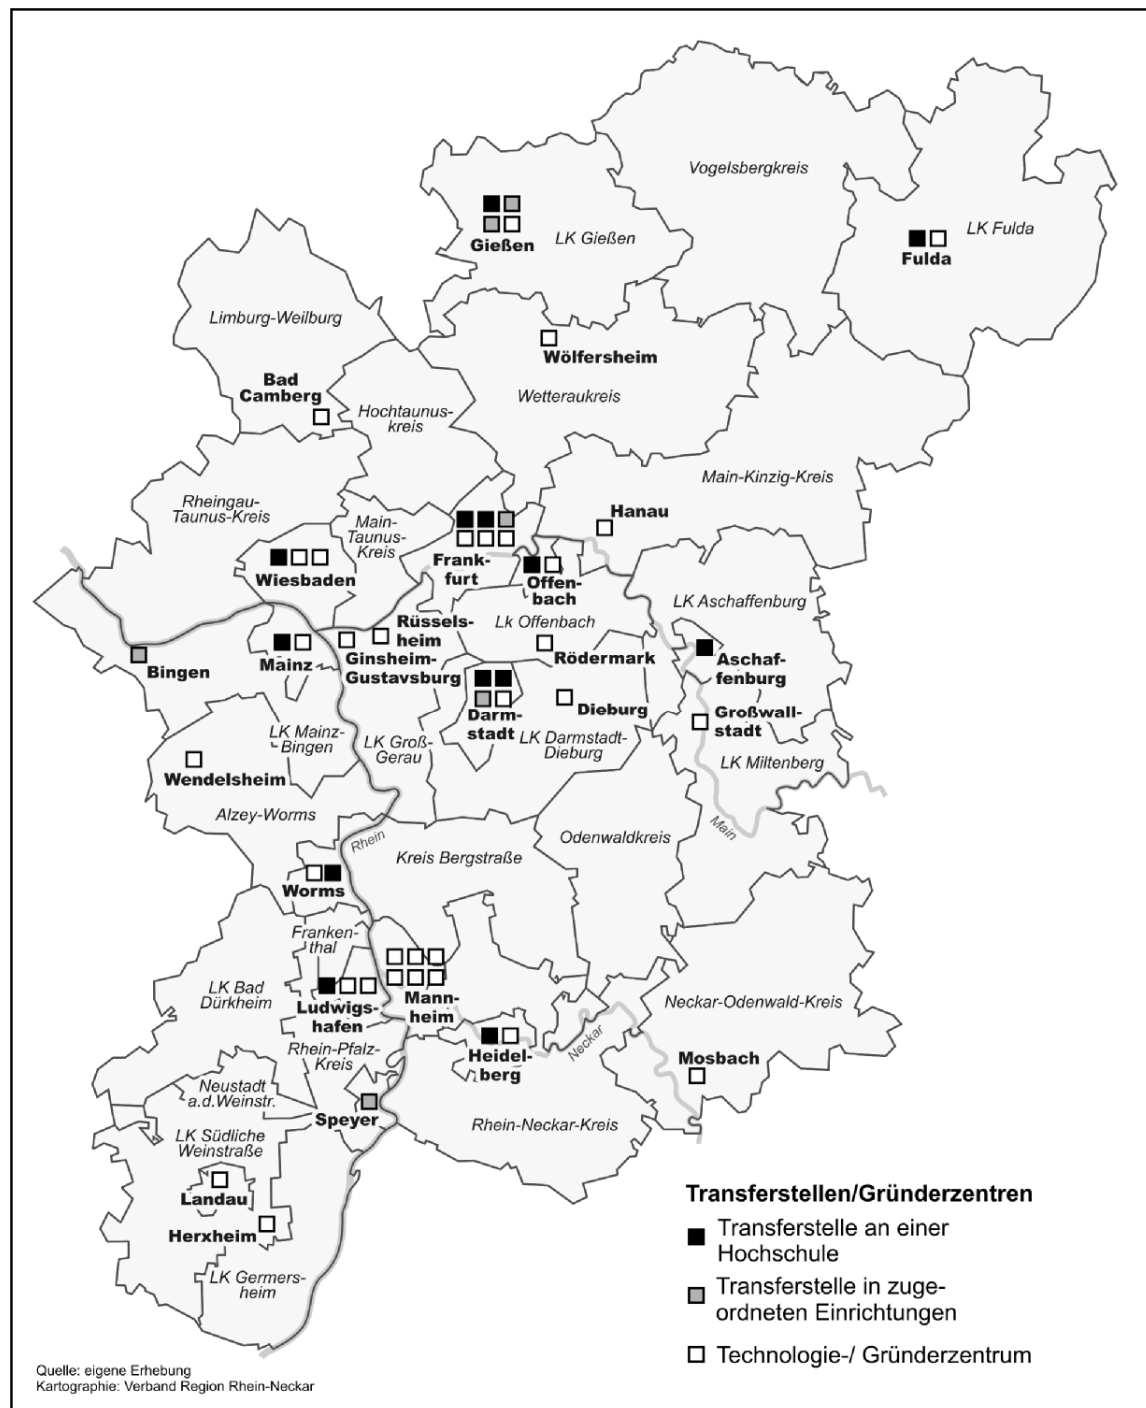 Vogelsbergkreis
LK Gießen
Gießen
LK Fulda
Fulda
Limburg-Weilburg
Wölfersheim
Bad
Camberg
Wetteraukreis
Hochtaunus-
kreis
Main-Kinzig-Kreis
Rheingau-
Taunus-Kreis
Main-
Taunus-
Kreis
Hanau
Frank-
furt
Wiesbaden
Offen-
bach
LK Aschaffenburg
Lk Offenbach
Rüssels-
heim
Ginsheim-
Gustavsburg
Mainz
Bingen
Rödermark
Aschaf-
fenburg
Dieburg
Großwall-
stadt
Darm-
stadt
LK Mainz-
Bingen
LK Groß-
Gerau
LK Darmstadt-
Dieburg
LK Miltenberg
Wendelsheim
Alzey-Worms
Main
Rhein
Odenwaldkreis
Kreis Bergstraße
Worms
Franken-
thal
LK Bad
Dürkheim
Ludwigs-
hafen
Mann-
heim
Neckar-Odenwald-Kreis
Rhein-Pfalz-
Kreis
Heidel-
berg
Neckar
Mosbach
Neustadt
a.d.Weinstr.
Speyer
Rhein-Neckar-Kreis
LK Südliche
Weinstraße
Landau
Herxheim
LK Germers-
heim
Transferstellen/Gründerzentren
Transferstelle an einer
Hochschule
Transferstelle in zuge-
ordneten Einrichtungen
Technologie-/ Gründerzentrum
Quelle: eigene Erhebung
Kartographie: Verband Region Rhein-Neckar